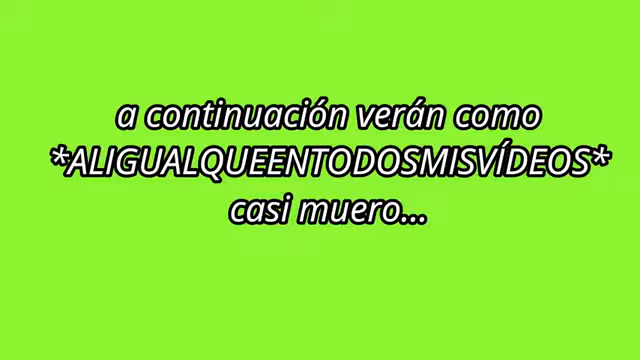 a continuación verán como
*ALIGUALQUEENTODOSMISVÍDEOS*
casi muero...